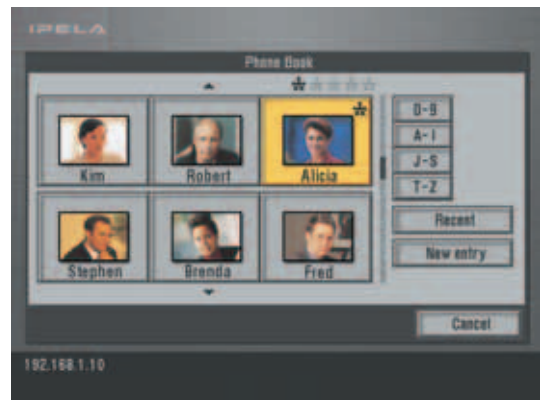 IPELA
Phone Book
Kim
Robert
Alicia
Stephen
Brenda
Fred
0-9
A-I
J-S
T-Z
Recent
New entry
Cancel
192.168.1.10